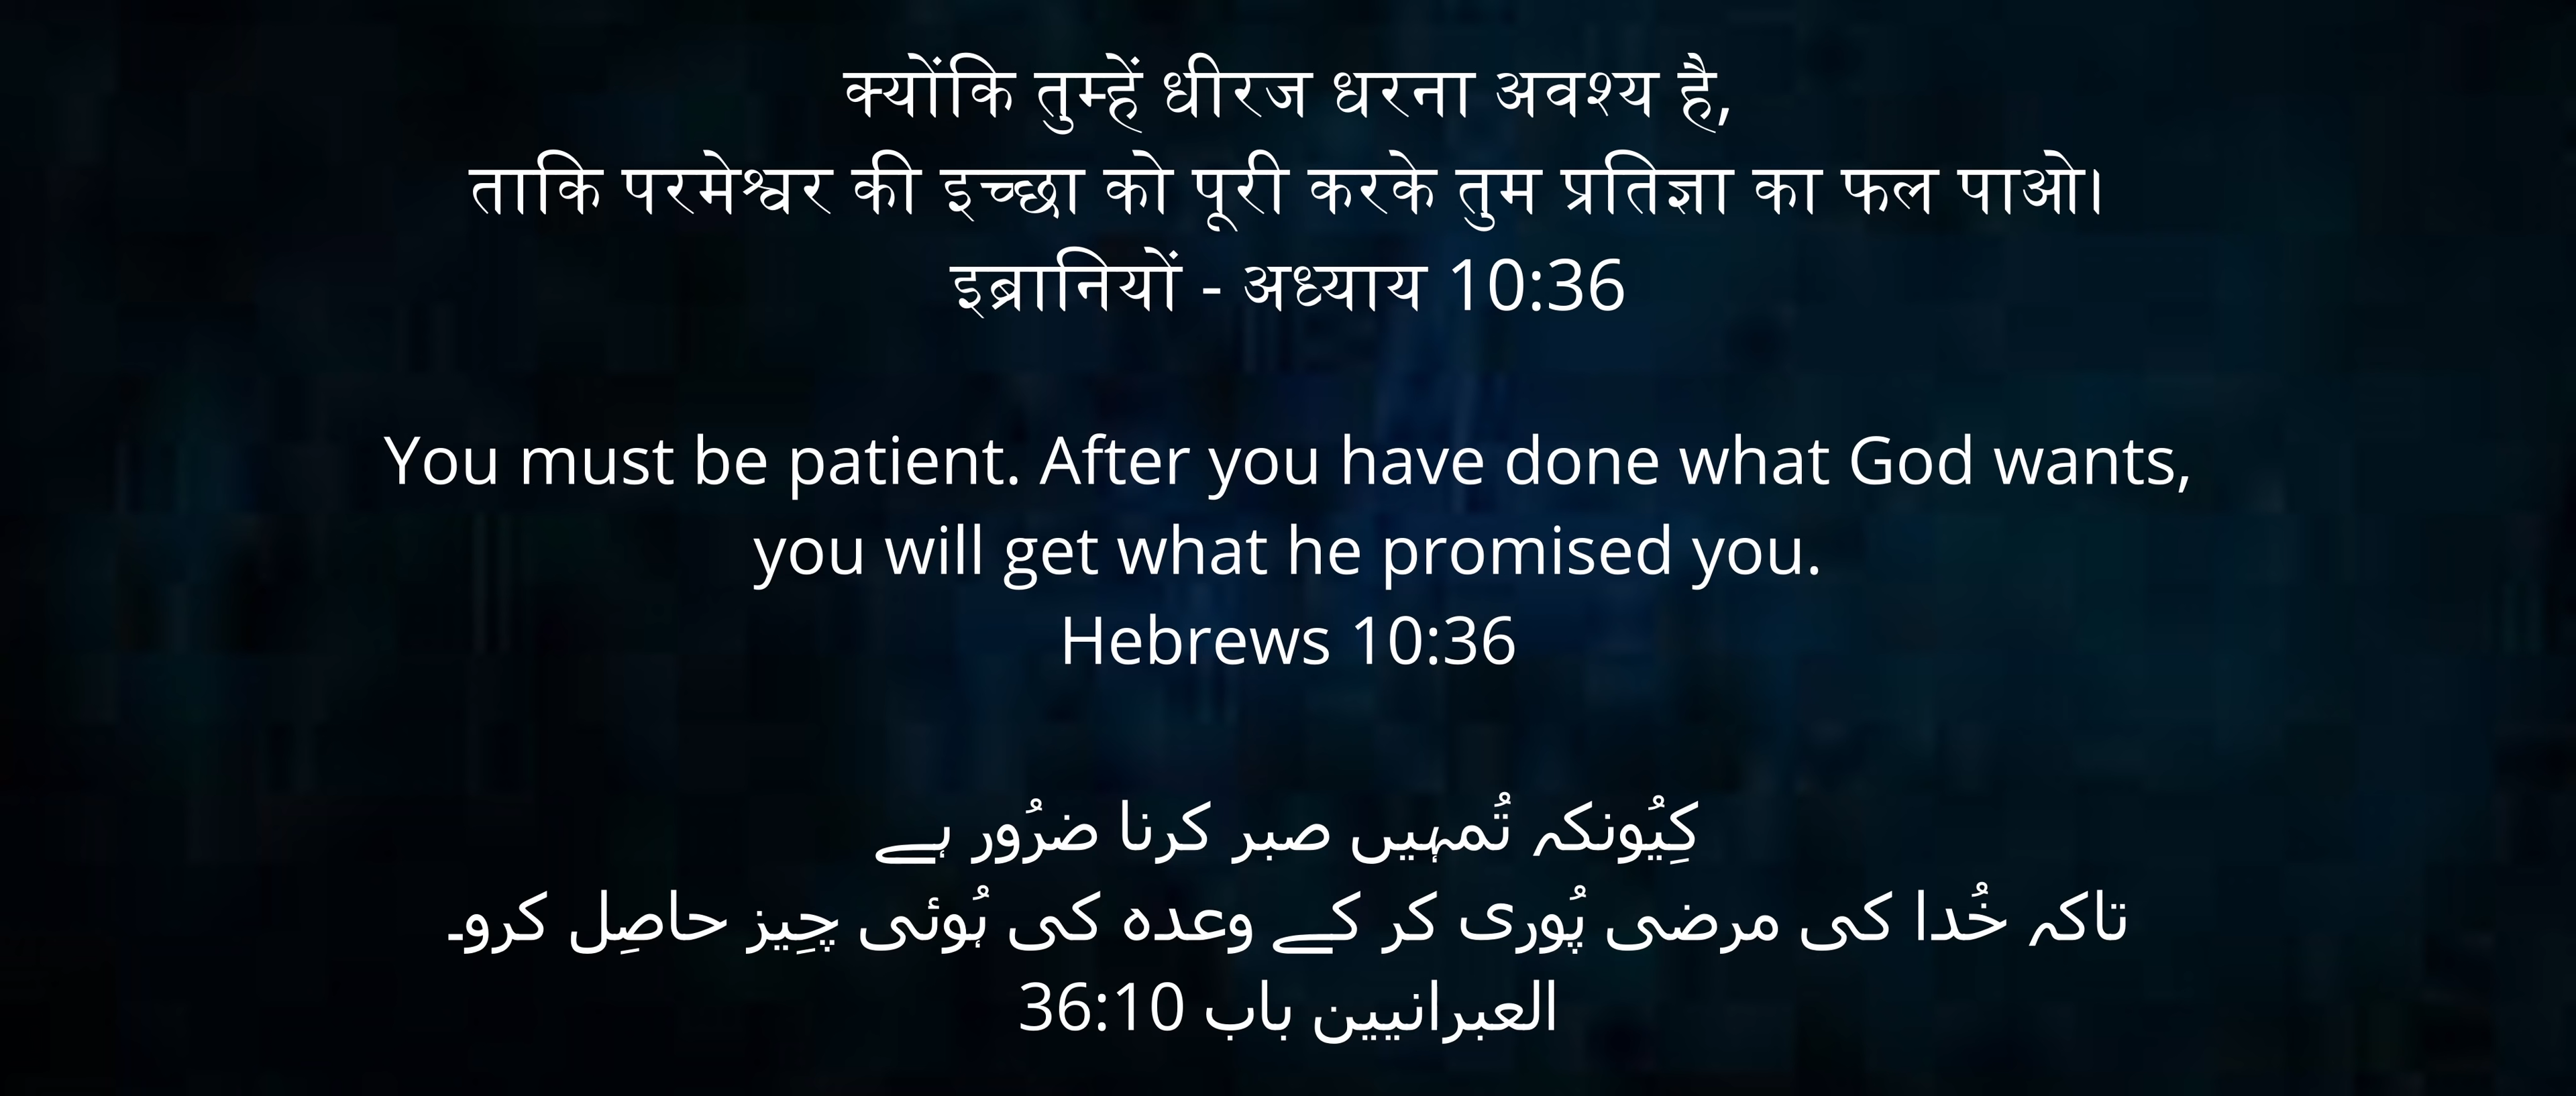 क्योंकि तुम्हें धीरज धरना अवश्य है,
ताकि परमेश्वर की इच्छा को पूरी करके तुम प्रतिज्ञा का फल पाओ।
इब्रानियों - अध्याय 10:36
You must be patient. After you have done what God wants,
you will get what he promised you.
Hebrews 10:36
کِیُونکہ تُمہیں صبر کرنا ضرُور ہے
تاکہ خُدا کی مرضی پُوری کر کے وعدہ کی ہُوئی چِیز حاصِل کرو۔
العبرانيين باب 36:10